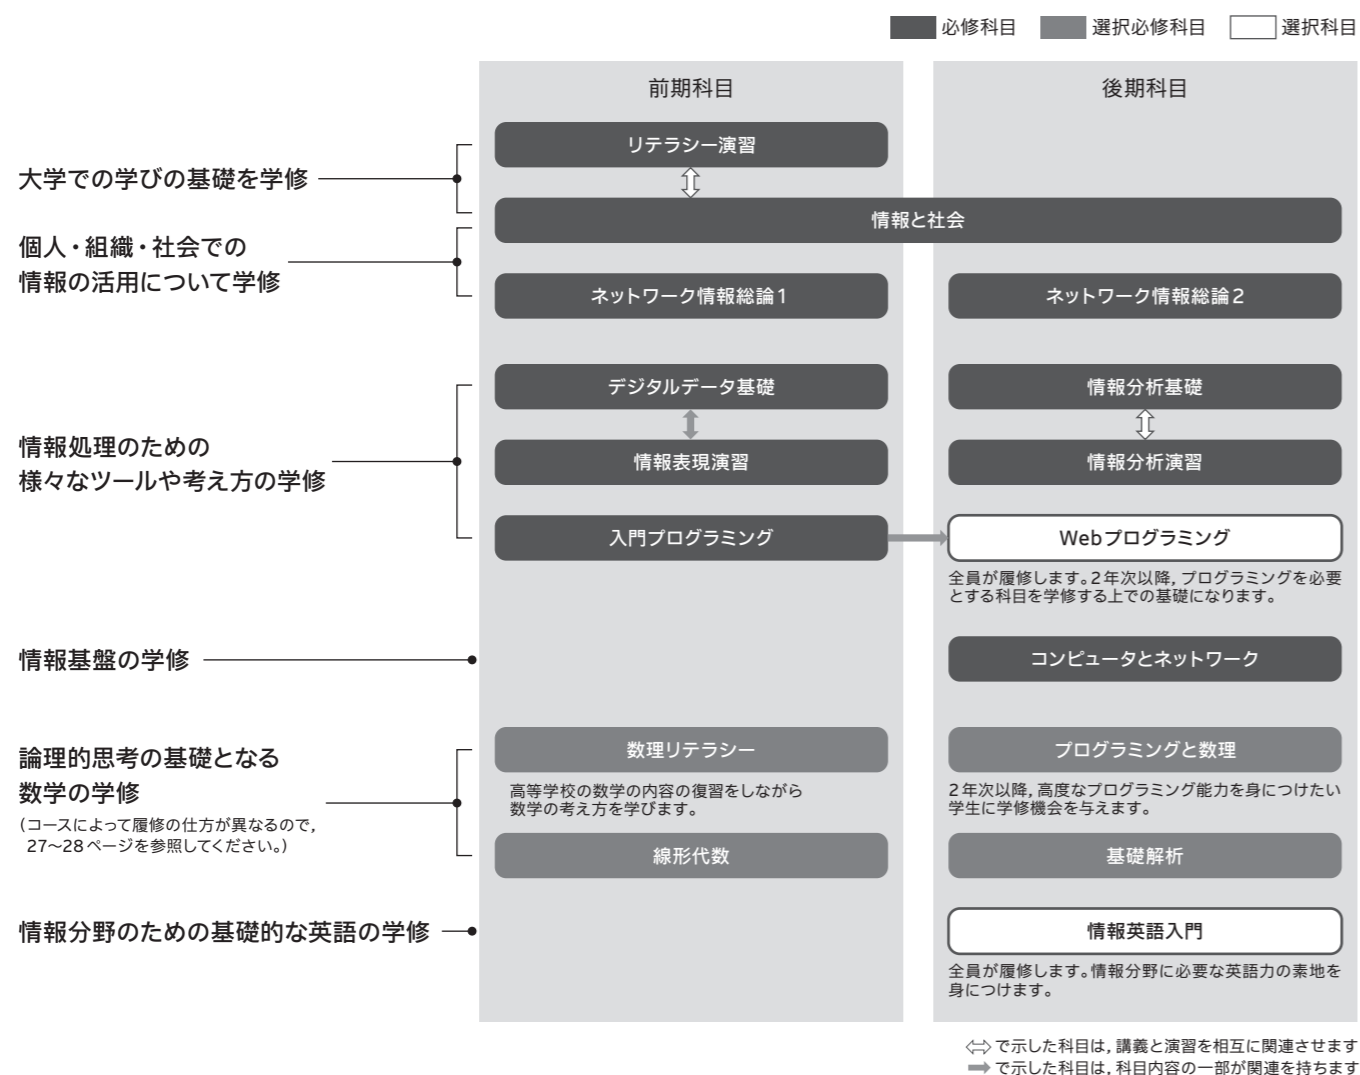 必修科目 選択必修科目 選択科目
前期科目 後期科目
リテラシー演習
大学での学びの基礎を学修
情報と社会
個人・組織・社会での
情報の活用について学修
ネットワーク情報総論1 ネットワーク情報総論2
デジタルデータ基礎 情報分析基礎
情報処理のための
様々なツールや考え方の学修
情報表現演習 情報分析演習
入門プログラミング Webプログラミング
全員が履修します。2年次以降,プログラミングを必要
とする科目を学修する上での基礎になります。
情報基盤の学修
コンピュータとネットワーク
論理的思考の基礎となる
数学の学修
(コースによって履修の仕方が異なるので,
27〜28ページを参照してください。)
数理リテラシー プログラミングと数理
高等学校の数学の内容の復習をしながら
数学の考え方を学びます。
2年次以降,高度なプログラミング能力を身につけたい
学生に学修機会を与えます。
線形代数 基礎解析
情報分野のための基礎的な英語の学修
情報英語入門
全員が履修します。情報分野に必要な英語力の素地を
身につけます。
⇔で示した科目は,講義と演習を相互に関連させます
➡で示した科目は,科目内容の一部が関連を持ちます